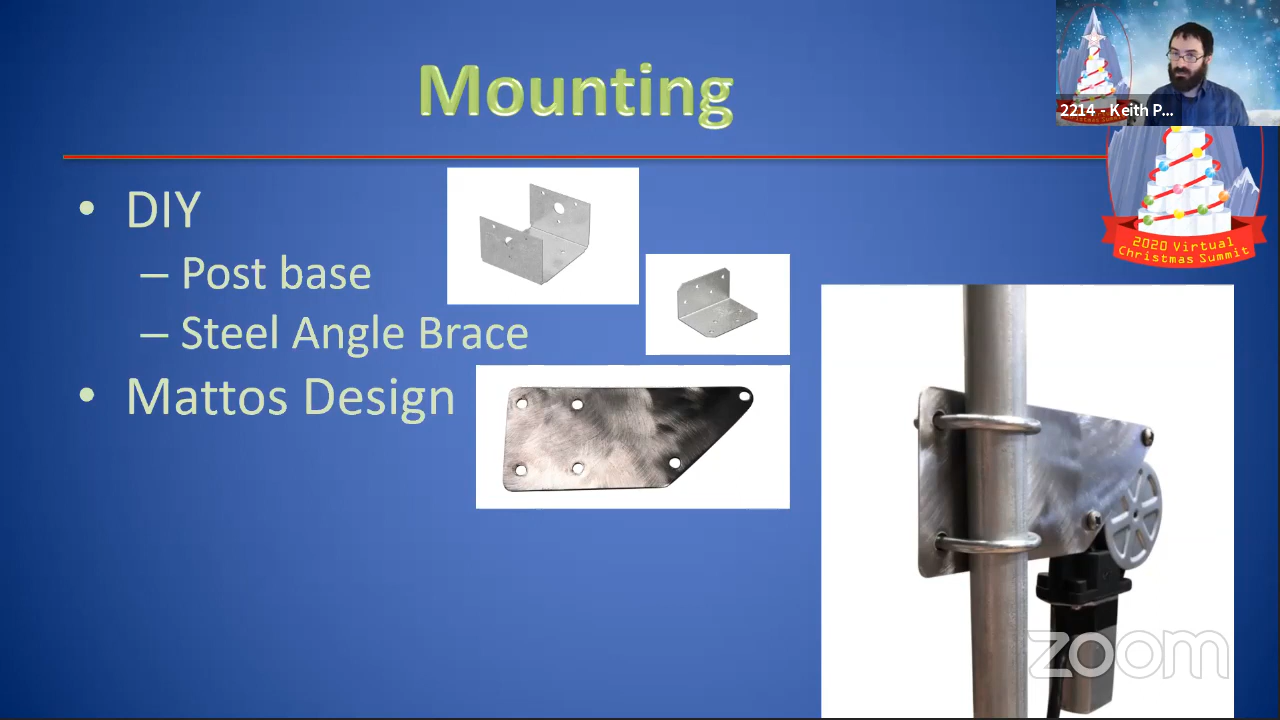 Mounting
2214 - Keith P...
2020 Virtual
Christmas Summit
• DIY
– Post base
– Steel Angle Brace
• Mattos Design
zoom